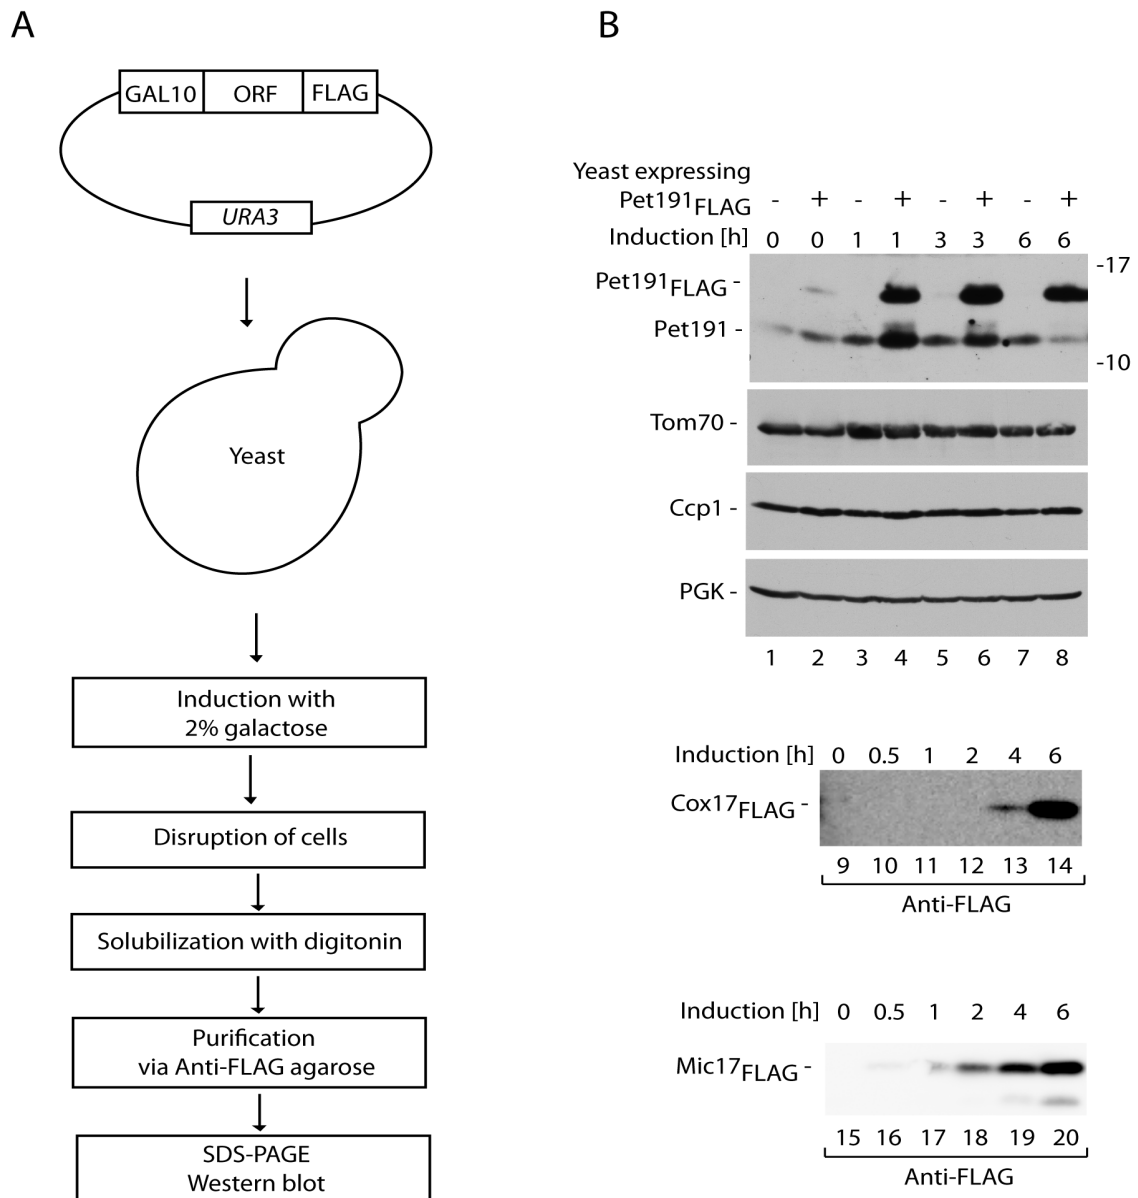 A
GAL10 ORF FLAG
URA3
Yeast
Induction with
2% galactose
Disruption of cells
Solubilization with digitonin
Purification
via Anti-FLAG agarose
SDS-PAGE
Western blot
B
Yeast expressing
Pet191FLAG - + - + - + - +
Induction [h] 0 0 1 1 3 3 6 6
-17
Pet191FLAG -
Pet191 -
-10
Tom70 -
Ccp1 -
PGK -
1 2 3 4 5 6 7 8
Induction [h] 0 0.5 1 2 4 6
Cox17FLAG -
9 10 11 12 13 14
Anti-FLAG
Induction [h] 0 0.5 1 2 4 6
Mic17FLAG -
15 16 17 18 19 20
Anti-FLAG